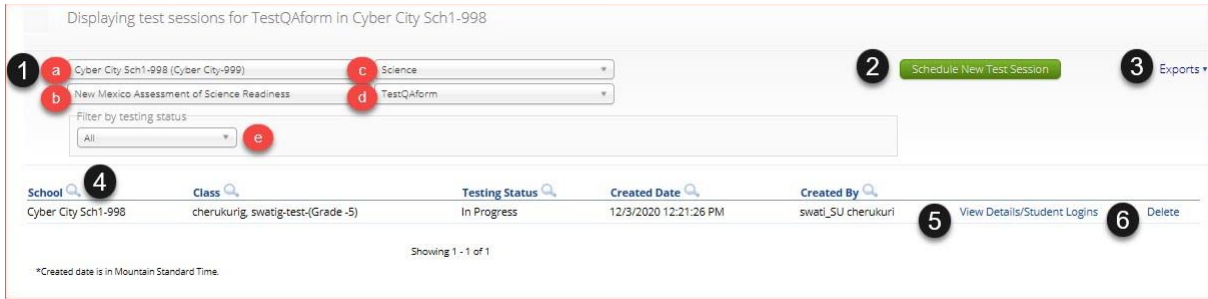 Displaying test sessions for TestQAform in Cyber City Sch1-998
1 a Cyber City Sch1-998 (Cyber City-999) c Science 2 Schedule New Test Session 3 Exports
b New Mexico Assessment of Science Readiness d TestQAform
Filter by testing status
All e
School 4 Class Testing Status Created Date Created By
Cyber City Sch1-998 cherukurig, swatig-test-(Grade -5) In Progress 12/3/2020 12:21:26 PM swati_SU cherukuri 5 View Details/Student Logins 6 Delete
Showing 1 - 1 of 1
*Created date is in Mountain Standard Time.